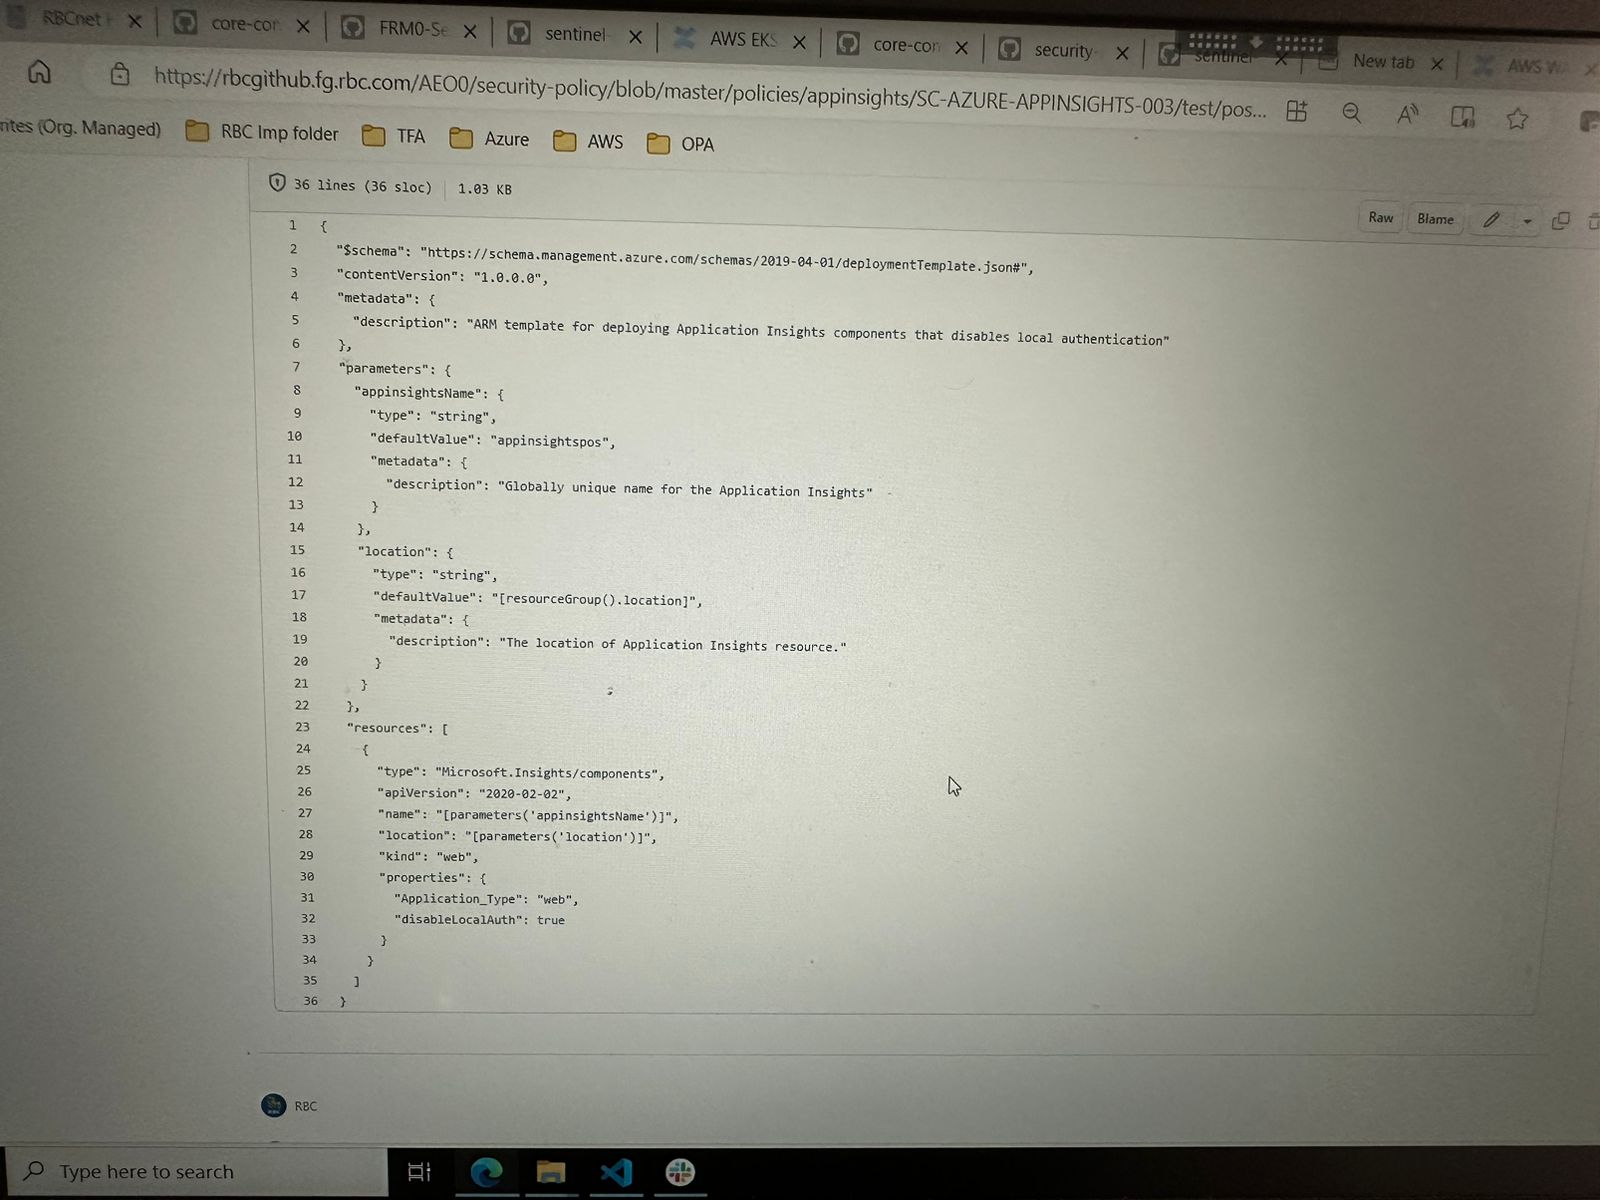 RBCnet
core-cor
FRM0-Se
sentinel
AWS EKS
core-con
security
sentinel
New tab
AWS W
https://rbcgithub.fg.rbc.com/AEO0/security-policy/blob/master/policies/appinsights/SC-AZURE-APPINSIGHTS-003/test/pos...
rites (Org. Managed)
RBC Imp folder
TFA
Azure
AWS
OPA
36 lines (36 sloc)
1.03 KB
Raw
Blame
1 {
2 "$schema": "https://schema.management.azure.com/schemas/2019-04-01/deploymentTemplate.json#",
3 "contentVersion": "1.0.0.0",
4 "metadata": {
5 "description": "ARM template for deploying Application Insights components that disables local authentication"
6 },
7 "parameters": {
8 "appinsightsName": {
9 "type": "string",
10 "defaultValue": "appinsightspos",
11 "metadata": {
12 "description": "Globally unique name for the Application Insights"
13 }
14 },
15 "location": {
16 "type": "string",
17 "defaultValue": "[resourceGroup().location]",
18 "metadata": {
19 "description": "The location of Application Insights resource."
20 }
21 }
22 },
23 "resources": [
24 {
25 "type": "Microsoft.Insights/components",
26 "apiVersion": "2020-02-02",
27 "name": "[parameters('appinsightsName')]",
28 "location": "[parameters('location')]",
29 "kind": "web",
30 "properties": {
31 "Application_Type": "web",
32 "disableLocalAuth": true
33 }
34 }
35 ]
36 }
RBC
Type here to search